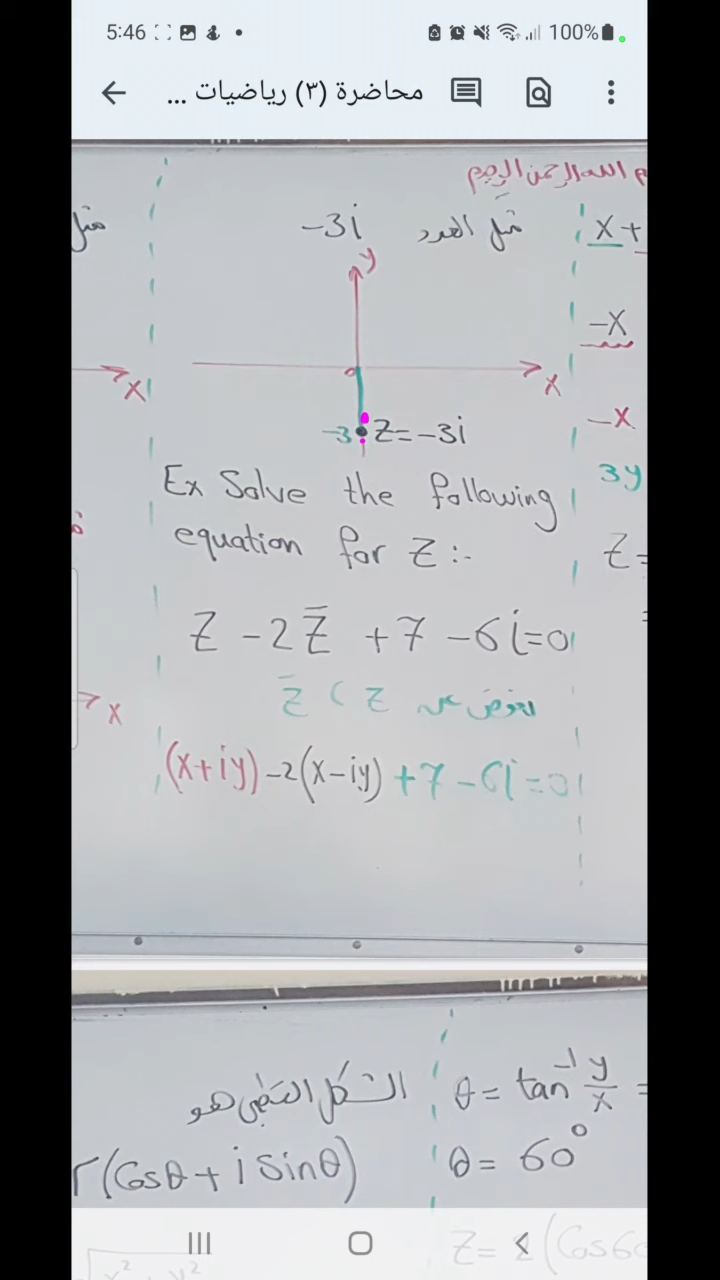 5:46 100%
محاضرة (٣) رياضيات ...
م الله الرحمن الرحيم
مثل العدد -3i
x+
مثل
y
-x
x
x
-3 z=-3i
-x
Ex Solve the following
3y
equation for z:-
z=
z - 2z̄ + 7 - 6i=0
نعوض عن z̄ ( z
x
(x+iy) -2(x-iy) +7 -6i=0
θ = tan⁻¹ y/x =
الشكل القطبي هو
θ = 60°
r(Cosθ + i Sinθ)